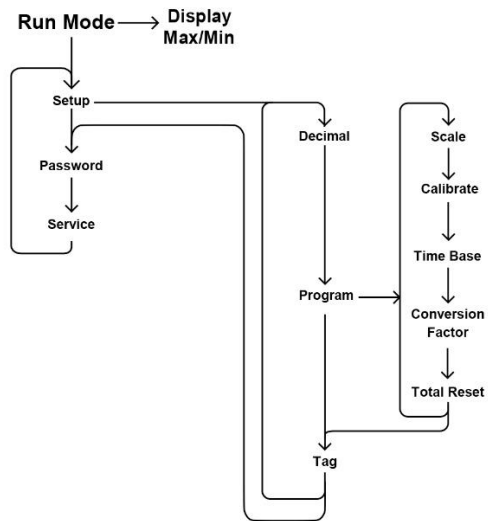 Run Mode
Display
Max/Min
Setup
Password
Service
Decimal
Program
Tag
Scale
Calibrate
Time Base
Conversion
Factor
Total Reset